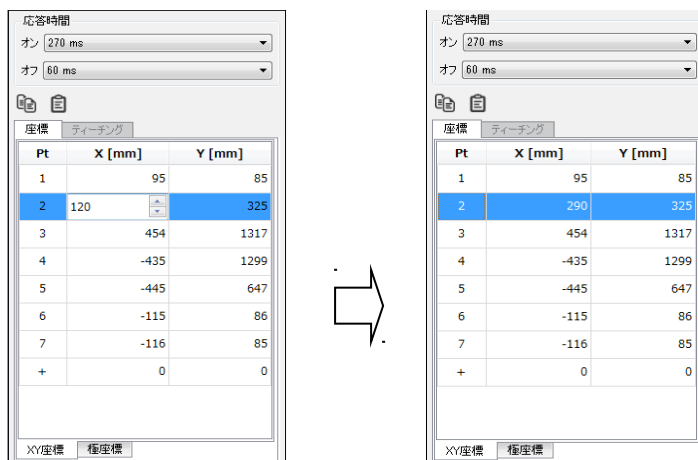 応答時間
オン 270 ms
オフ 60 ms
座標 ティーチング
Pt X [mm] Y [mm]
1 95 85
2 120 325
3 454 1317
4 -435 1299
5 -445 647
6 -115 86
7 -116 85
+ 0 0
XY座標 極座標
応答時間
オン 270 ms
オフ 60 ms
座標 ティーチング
Pt X [mm] Y [mm]
1 95 85
2 290 325
3 454 1317
4 -435 1299
5 -445 647
6 -115 86
7 -116 85
+ 0 0
XY座標 極座標